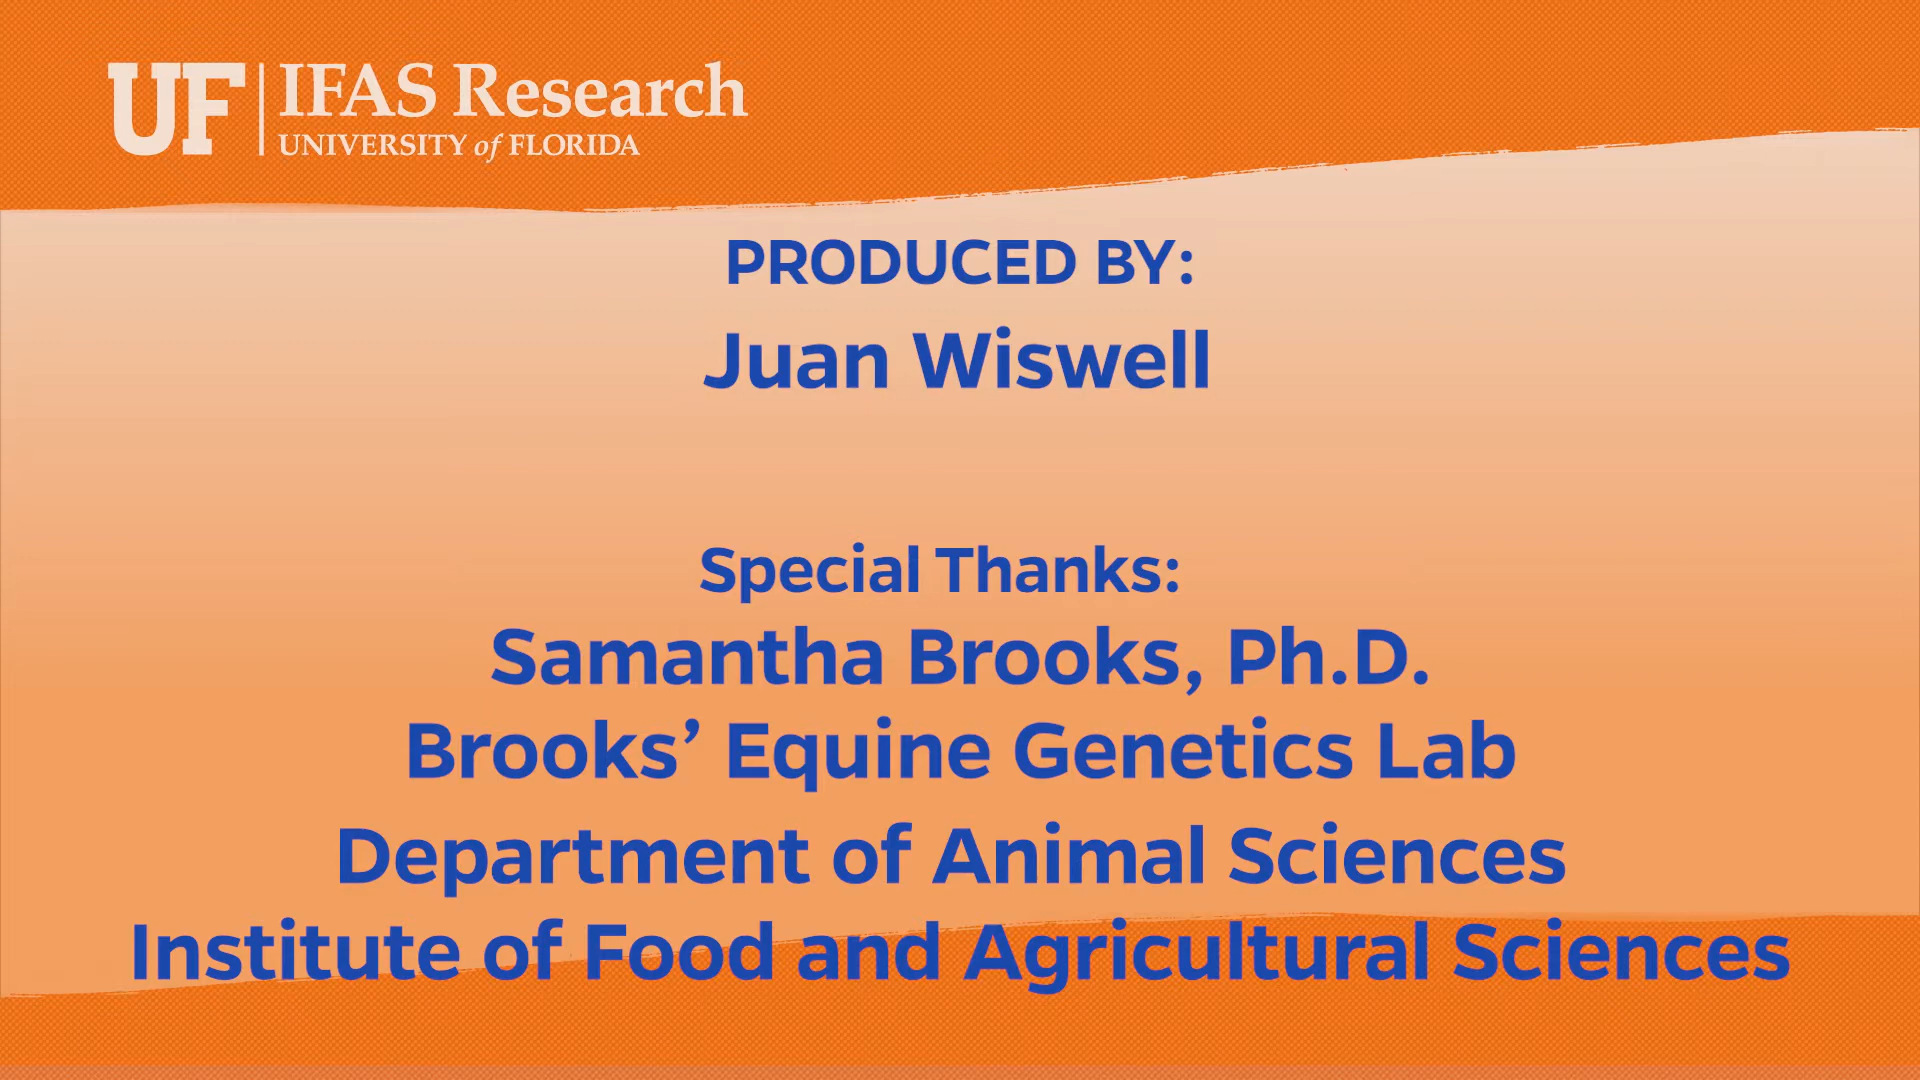 UF IFAS Research
UNIVERSITY of FLORIDA
PRODUCED BY:
Juan Wiswell
Special Thanks:
Samantha Brooks, Ph.D.
Brooks’ Equine Genetics Lab
Department of Animal Sciences
Institute of Food and Agricultural Sciences